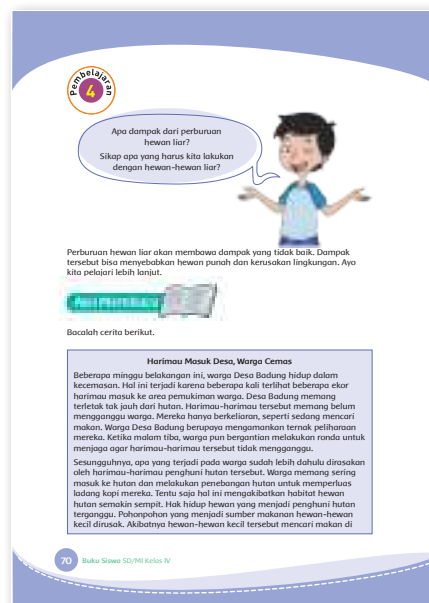 Pembelajaran
4
Apa dampak dari perburuan
hewan liar?
Sikap apa yang harus kita lakukan
dengan hewan-hewan liar?
Perburuan hewan liar akan membawa dampak yang tidak baik. Dampak
tersebut bisa menyebabkan hewan punah dan kerusakan lingkungan. Ayo
kita pelajari lebih lanjut.
Ayo Membaca
Bacalah cerita berikut.
Harimau Masuk Desa, Warga Cemas
Beberapa minggu belakangan ini, warga Desa Badung hidup dalam
kecemasan. Hal ini terjadi karena beberapa kali terlihat beberapa ekor
harimau masuk ke area pemukiman warga. Desa Badung memang
terletak tak jauh dari hutan. Harimau-harimau tersebut memang belum
mengganggu warga. Mereka hanya berkeliaran, seperti sedang mencari
makan. Warga Desa Badung berupaya mengamankan ternak peliharaan
mereka. Ketika malam tiba, warga pun bergantian melakukan ronda untuk
menjaga agar harimau-harimau tersebut tidak mengganggu.
Sesungguhnya, apa yang terjadi pada warga sudah lebih dahulu dirasakan
oleh harimau-harimau penghuni hutan tersebut. Warga memang sering
masuk ke hutan dan melakukan penebangan hutan untuk memperluas
ladang kopi mereka. Tentu saja hal ini mengakibatkan habitat hewan
hutan semakin sempit. Hak hidup hewan yang menjadi penghuni hutan
terganggu. Pohonpohon yang menjadi sumber makanan hewan-hewan
kecil dirusak. Akibatnya hewan-hewan kecil tersebut mencari makan di
70 Buku Siswa SD/MI Kelas IV